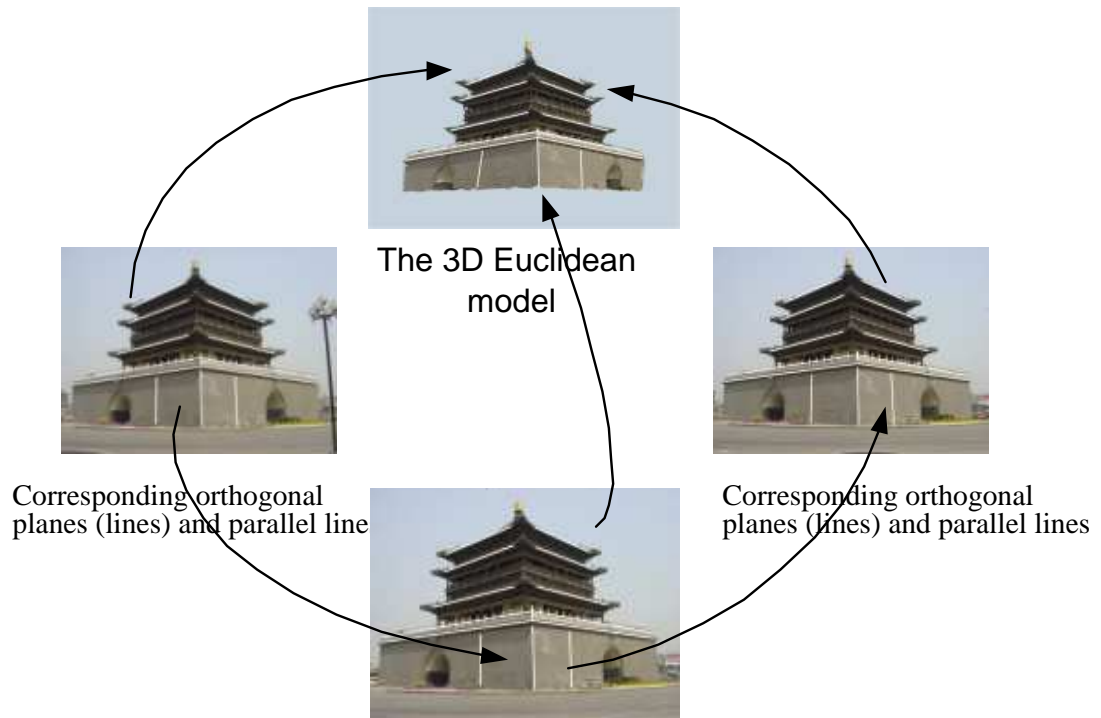 The 3D Euclidean
model
Corresponding orthogonal
planes (lines) and parallel line
Corresponding orthogonal
planes (lines) and parallel lines